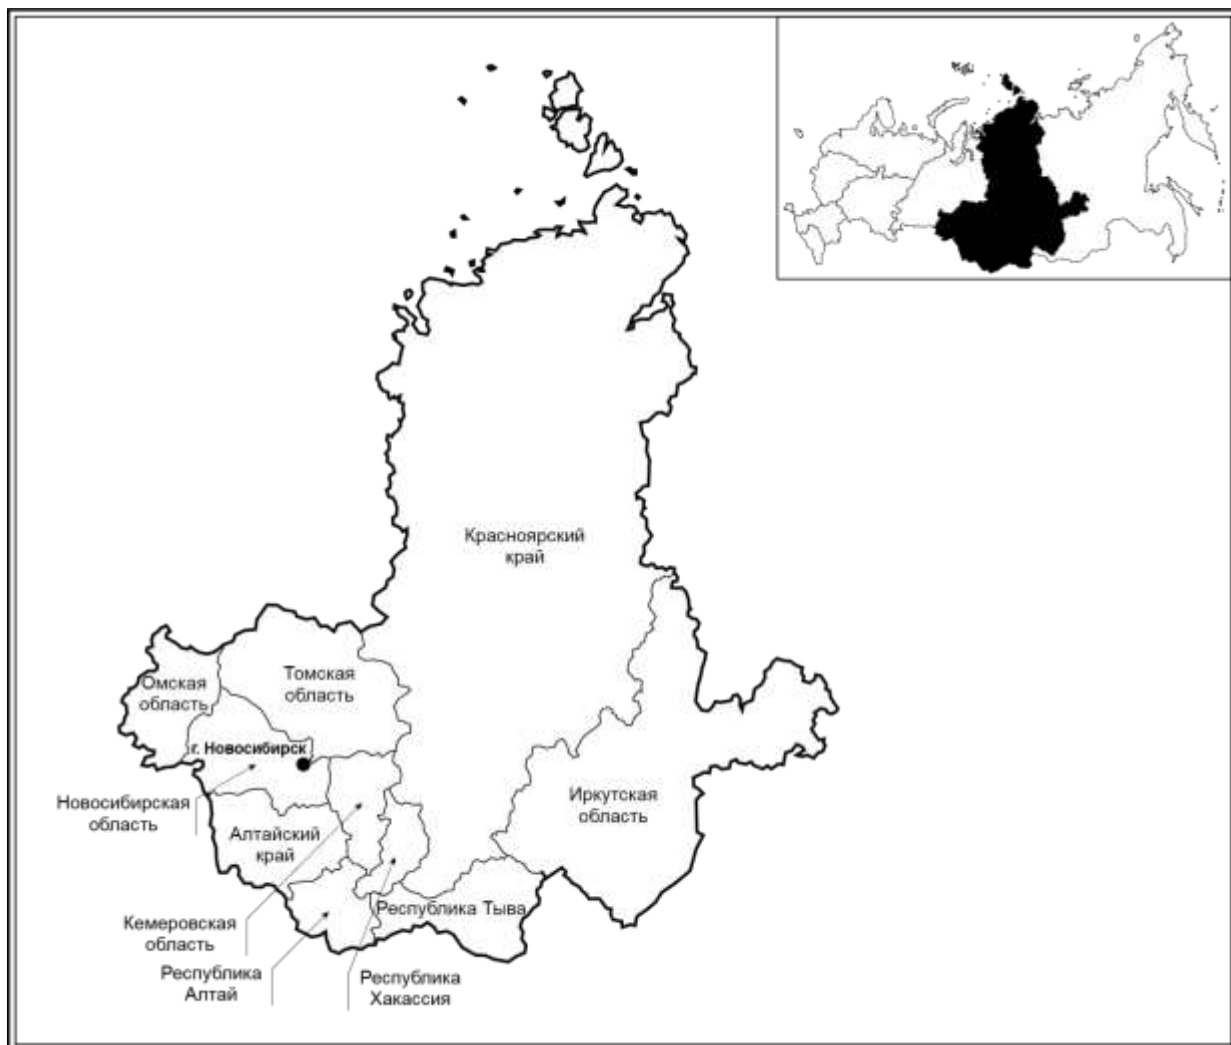 Красноярский
край
Томская
область
Омская
область
г. Новосибирск
Новосибирская
область
Иркутская
область
Алтайский
край
Кемеровская
область
Республика Тыва
Республика
Алтай
Республика
Хакассия